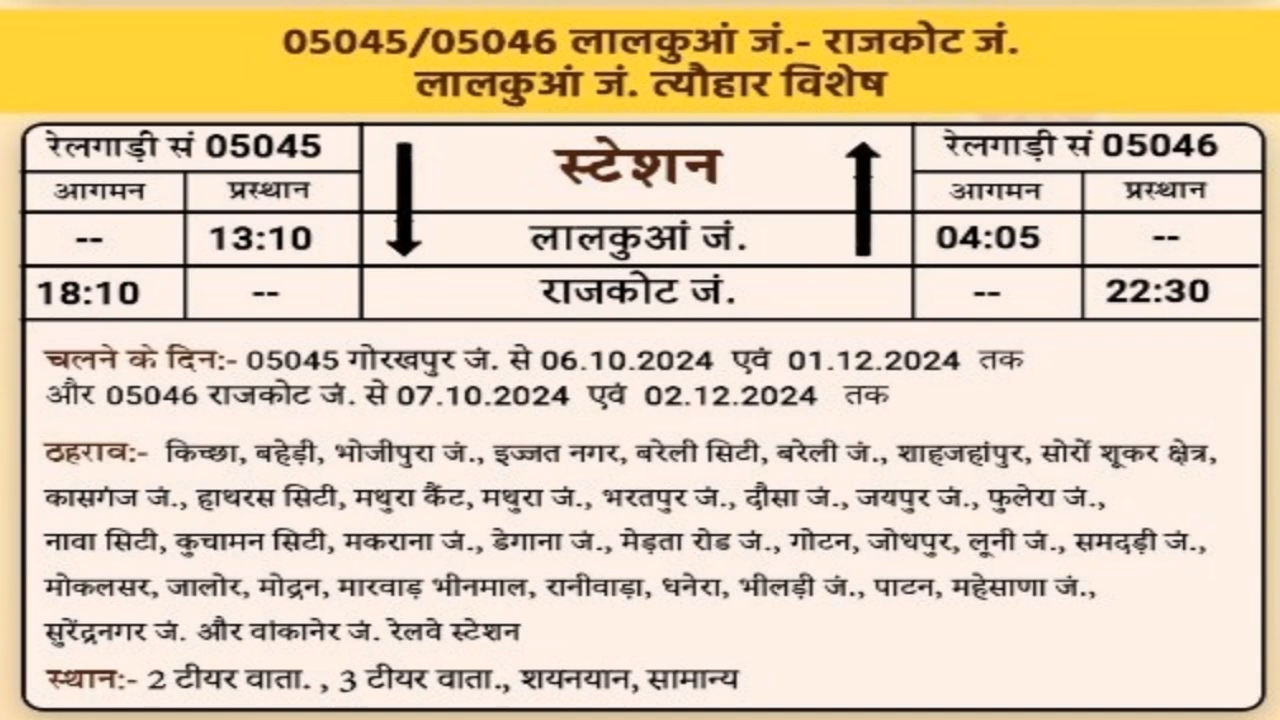 05045/05046 लालकुआं जं.- राजकोट जं.
लालकुआं जं. त्यौहार विशेष
रेलगाड़ी सं 05045 स्टेशन रेलगाड़ी सं 05046
आगमन प्रस्थान आगमन प्रस्थान
-- 13:10 लालकुआं जं. 04:05 --
18:10 -- राजकोट जं. -- 22:30
चलने के दिन:- 05045 गोरखपुर जं. से 06.10.2024 एवं 01.12.2024 तक
और 05046 राजकोट जं. से 07.10.2024 एवं 02.12.2024 तक
ठहराव:- किच्छा, बहेड़ी, भोजीपुरा जं., इज्जत नगर, बरेली सिटी, बरेली जं., शाहजहांपुर, सोरों शूकर क्षेत्र,
कासगंज जं., हाथरस सिटी, मथुरा कैंट, मथुरा जं., भरतपुर जं., दौसा जं., जयपुर जं., फुलेरा जं.,
नावा सिटी, कुचामन सिटी, मकराना जं., डेगाना जं., मेड़ता रोड जं., गोटन, जोधपुर, लूनी जं., समदड़ी जं.,
मोकलसर, जालोर, मोद्रन, मारवाड़ भीनमाल, रानीवाड़ा, धनेरा, भीलड़ी जं., पाटन, महेसाणा जं.,
सुरेंद्रनगर जं. और वांकानेर जं. रेलवे स्टेशन
स्थान:- 2 टीयर वाता. , 3 टीयर वाता., शयनयान, सामान्य